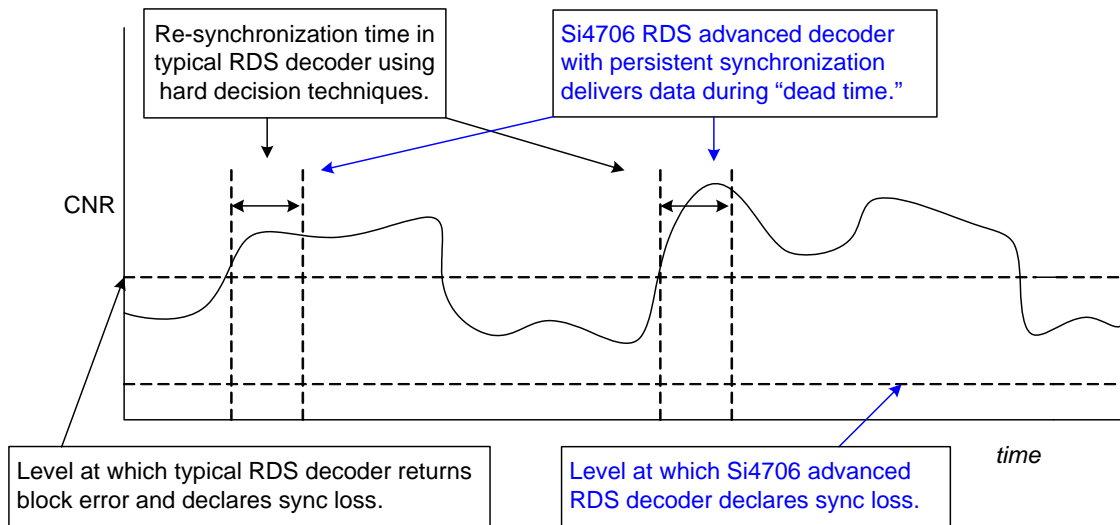 Re-synchronization time in
typical RDS decoder using
hard decision techniques.
Si4706 RDS advanced decoder
with persistent synchronization
delivers data during “dead time.”
CNR
time
Level at which typical RDS decoder returns
block error and declares sync loss.
Level at which Si4706 advanced
RDS decoder declares sync loss.